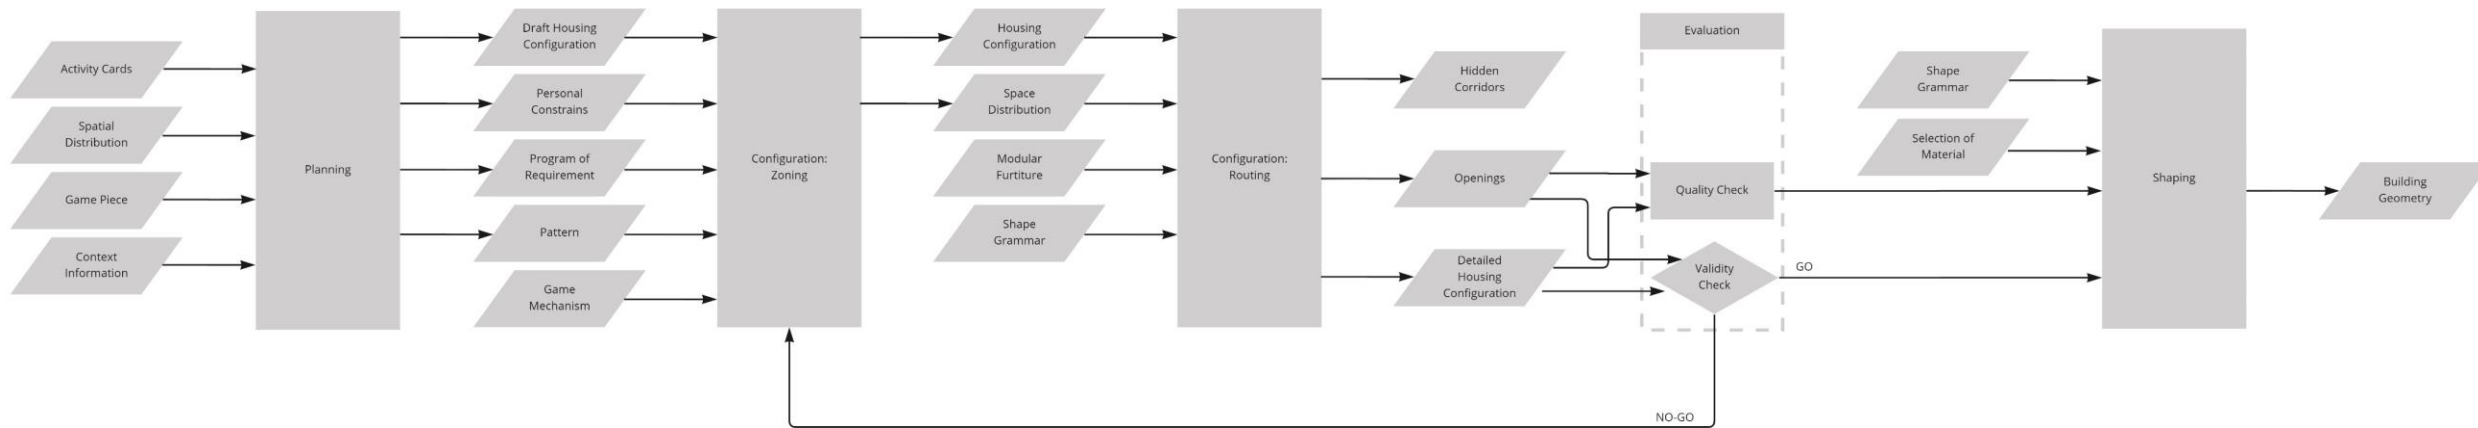 Activity Cards
Spatial
Distribution
Game Piece
Context
Information
Planning
Draft Housing
Configuration
Personal
Constrains
Program of
Requirement
Pattern
Game
Mechanism
Configuration:
Zoning
Housing
Configuration
Space
Distribution
Modular
Furtiture
Shape
Grammar
Configuration:
Routing
Hidden
Corridors
Openings
Detailed
Housing
Configuration
Evaluation
Quality Check
Validity
Check
GO
NO-GO
Shape
Grammar
Selection of
Material
Shaping
Building
Geometry